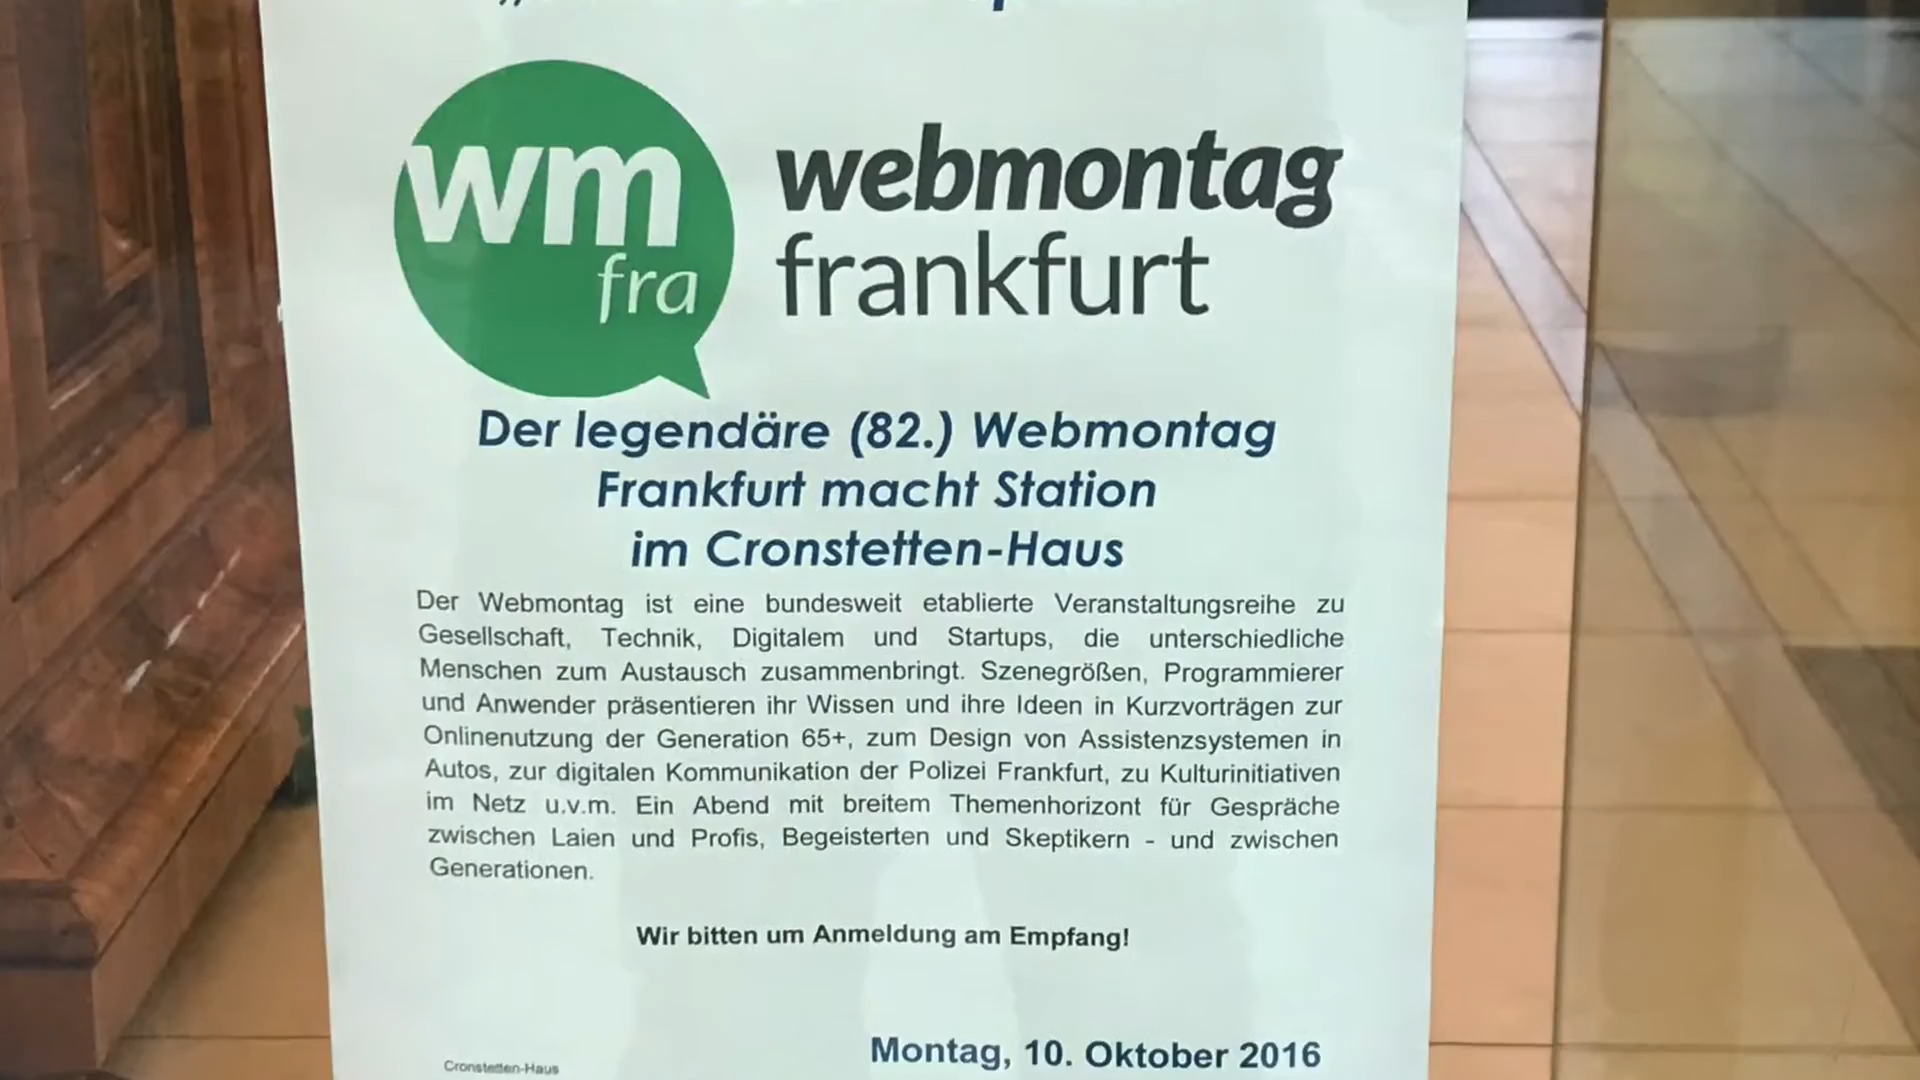 wm
fra
webmontag
frankfurt
Der legendäre (82.) Webmontag
Frankfurt macht Station
im Cronstetten-Haus
Der Webmontag ist eine bundesweit etablierte Veranstaltungsreihe zu
Gesellschaft, Technik, Digitalem und Startups, die unterschiedliche
Menschen zum Austausch zusammenbringt. Szenegrößen, Programmierer
und Anwender präsentieren ihr Wissen und ihre Ideen in Kurzvorträgen zur
Onlinenutzung der Generation 65+, zum Design von Assistenzsystemen in
Autos, zur digitalen Kommunikation der Polizei Frankfurt, zu Kulturinitiativen
im Netz u.v.m. Ein Abend mit breitem Themenhorizont für Gespräche
zwischen Laien und Profis, Begeisterten und Skeptikern - und zwischen
Generationen.
Wir bitten um Anmeldung am Empfang!
Montag, 10. Oktober 2016
Cronstetten-Haus